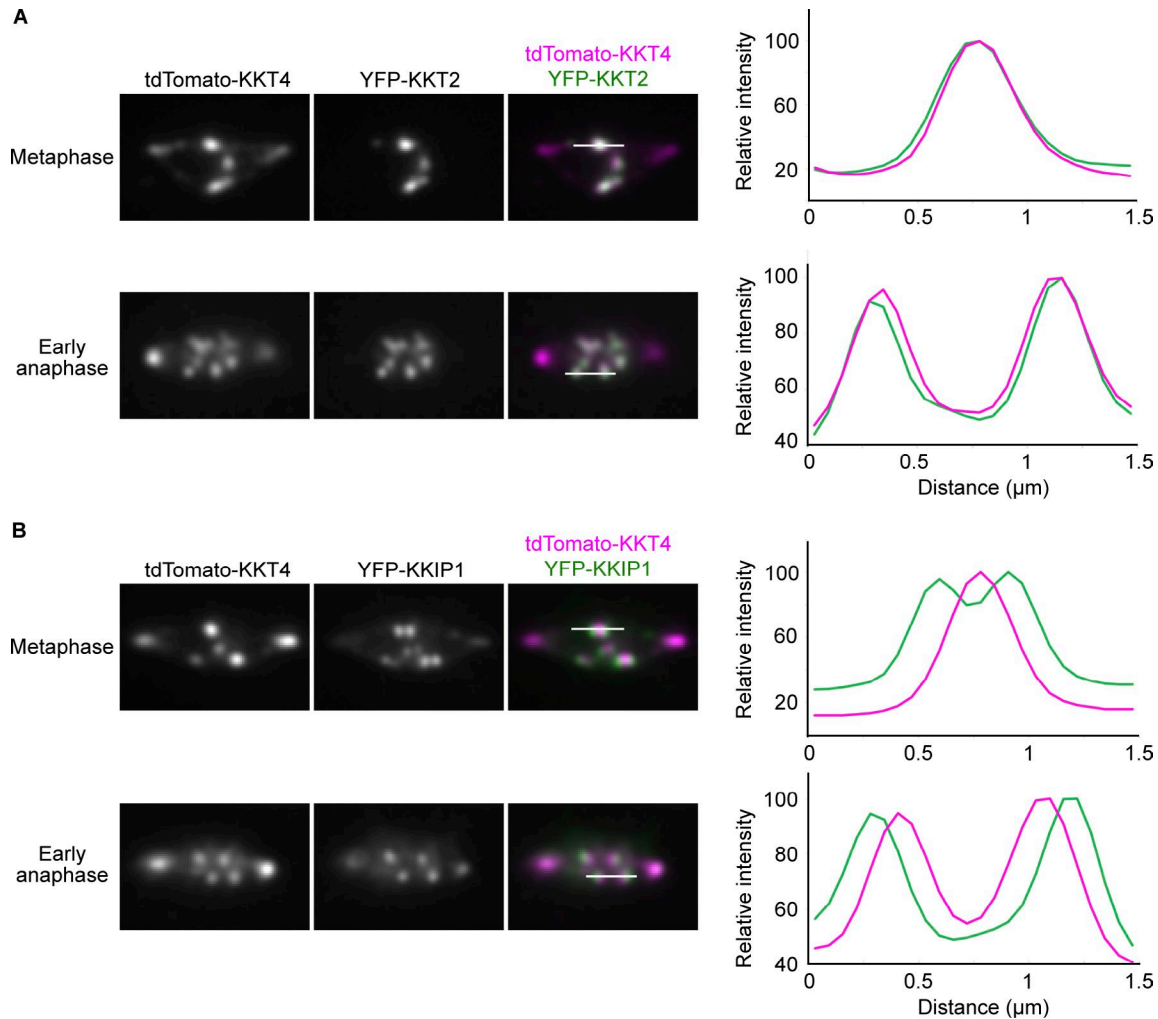 A
tdTomato-KKT4
YFP-KKT2
tdTomato-KKT4
YFP-KKT2
Metaphase
Relative intensity
100
60
20
0
0.5
1
1.5
Early
anaphase
Relative intensity
100
80
60
40
0
0.5
1
1.5
Distance (µm)
B
tdTomato-KKT4
YFP-KKIP1
tdTomato-KKT4
YFP-KKIP1
Metaphase
Relative intensity
100
60
20
0
0.5
1
1.5
Early
anaphase
Relative intensity
100
80
60
40
0
0.5
1
1.5
Distance (µm)